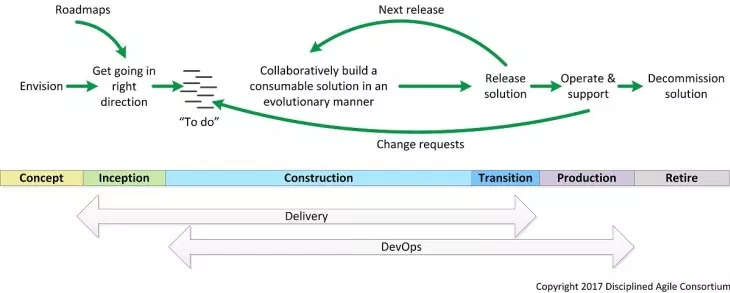 Roadmaps
Next release
Envision
Get going in
right
direction
"To do"
Collaboratively build a
consumable solution in an
evolutionary manner
Release
solution
Operate &
support
Decommission
solution
Change requests
Concept
Inception
Construction
Transition
Production
Retire
Delivery
DevOps
Copyright 2017 Disciplined Agile Consortium